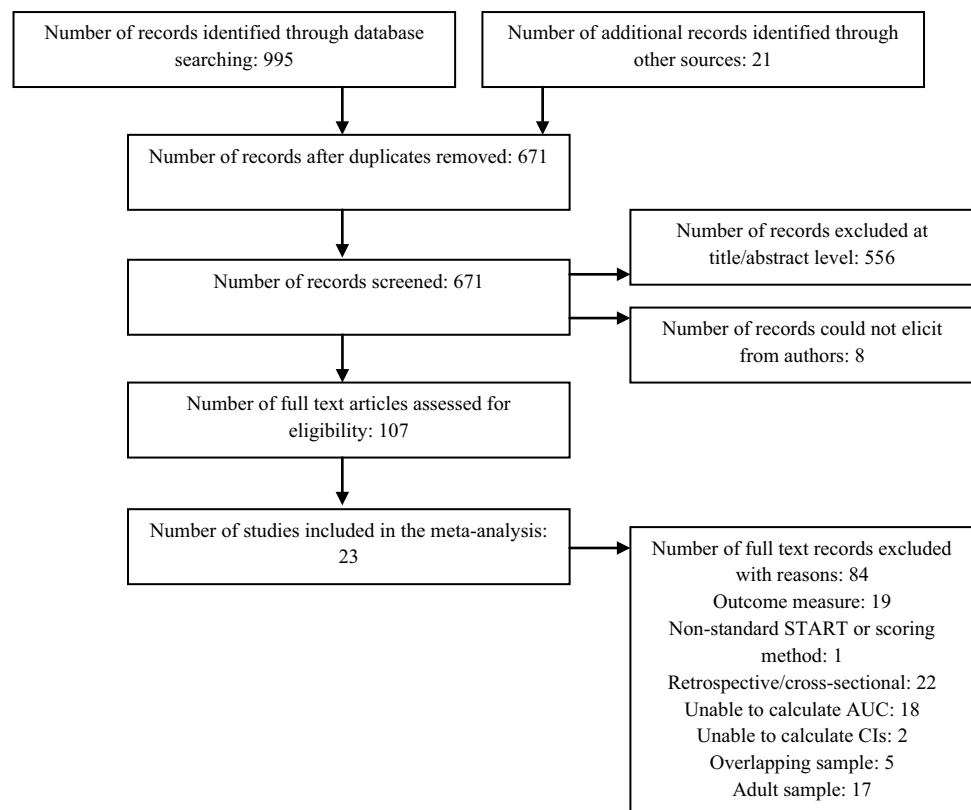 Number of records identified through database
searching: 995
Number of additional records identified through
other sources: 21
Number of records after duplicates removed: 671
Number of records screened: 671
Number of records excluded at
title/abstract level: 556
Number of records could not elicit
from authors: 8
Number of full text articles assessed for
eligibility: 107
Number of studies included in the meta-analysis:
23
Number of full text records excluded
with reasons: 84
Outcome measure: 19
Non-standard START or scoring
method: 1
Retrospective/cross-sectional: 22
Unable to calculate AUC: 18
Unable to calculate CIs: 2
Overlapping sample: 5
Adult sample: 17